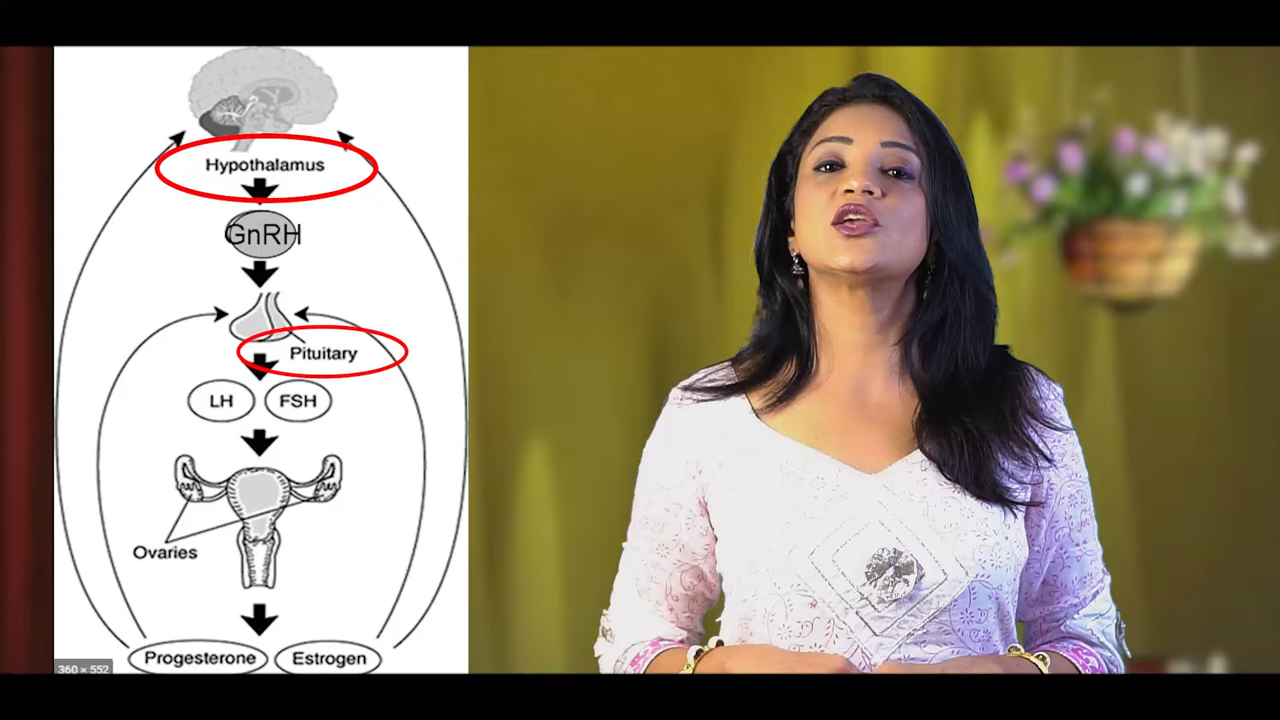 Hypothalamus
GnRH
Pituitary
LH
FSH
Ovaries
Progesterone
Estrogen
360 × 552